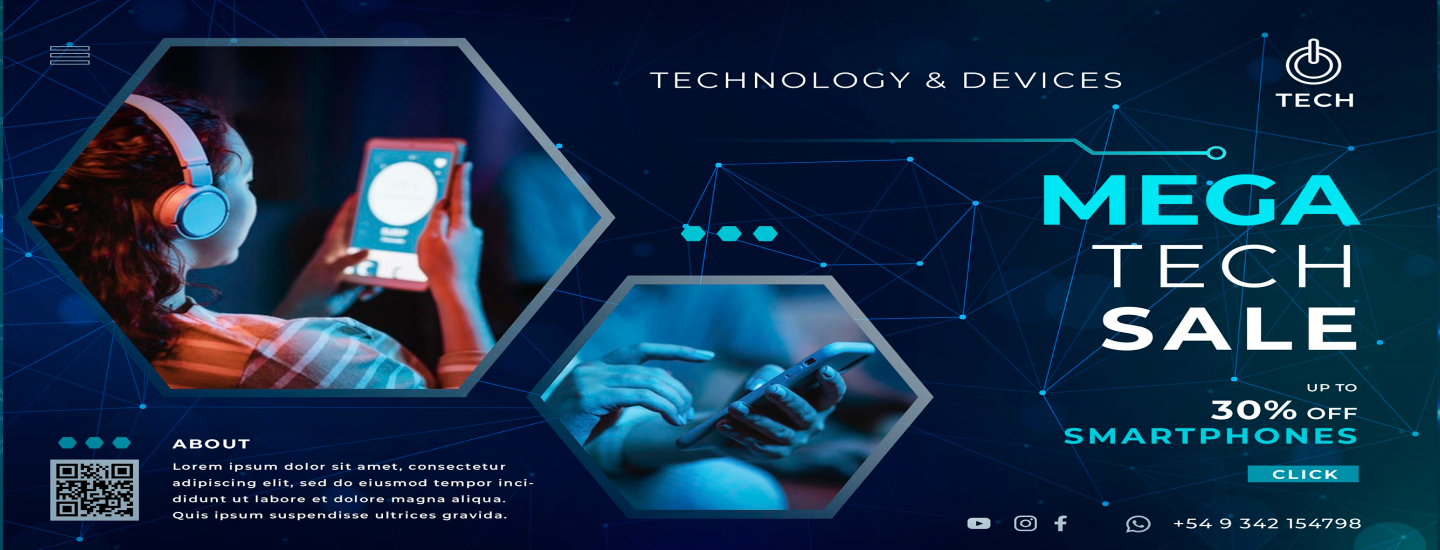 TECHNOLOGY & DEVICES
TECH
MEGA
TECH
SALE
UP TO
30% OFF
SMARTPHONES
CLICK
ABOUT
Lorem ipsum dolor sit amet, consectetur
adipiscing elit, sed do eiusmod tempor inci-
didunt ut labore et dolore magna aliqua.
Quis ipsum suspendisse ultrices gravida.
+54 9 342 154798